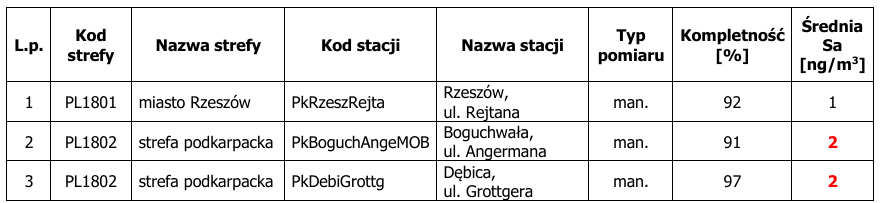 L.p. Kod strefy Nazwa strefy Kod stacji Nazwa stacji Typ pomiaru Kompletność [%] Średnia Sa [ng/m³]
1 PL1801 miasto Rzeszów PkRzeszRejta Rzeszów, ul. Rejtana man. 92 1
2 PL1802 strefa podkarpacka PkBoguchAngeMOB Boguchwała, ul. Angermana man. 91 2
3 PL1802 strefa podkarpacka PkDebiGrottg Dębica, ul. Grottgera man. 97 2